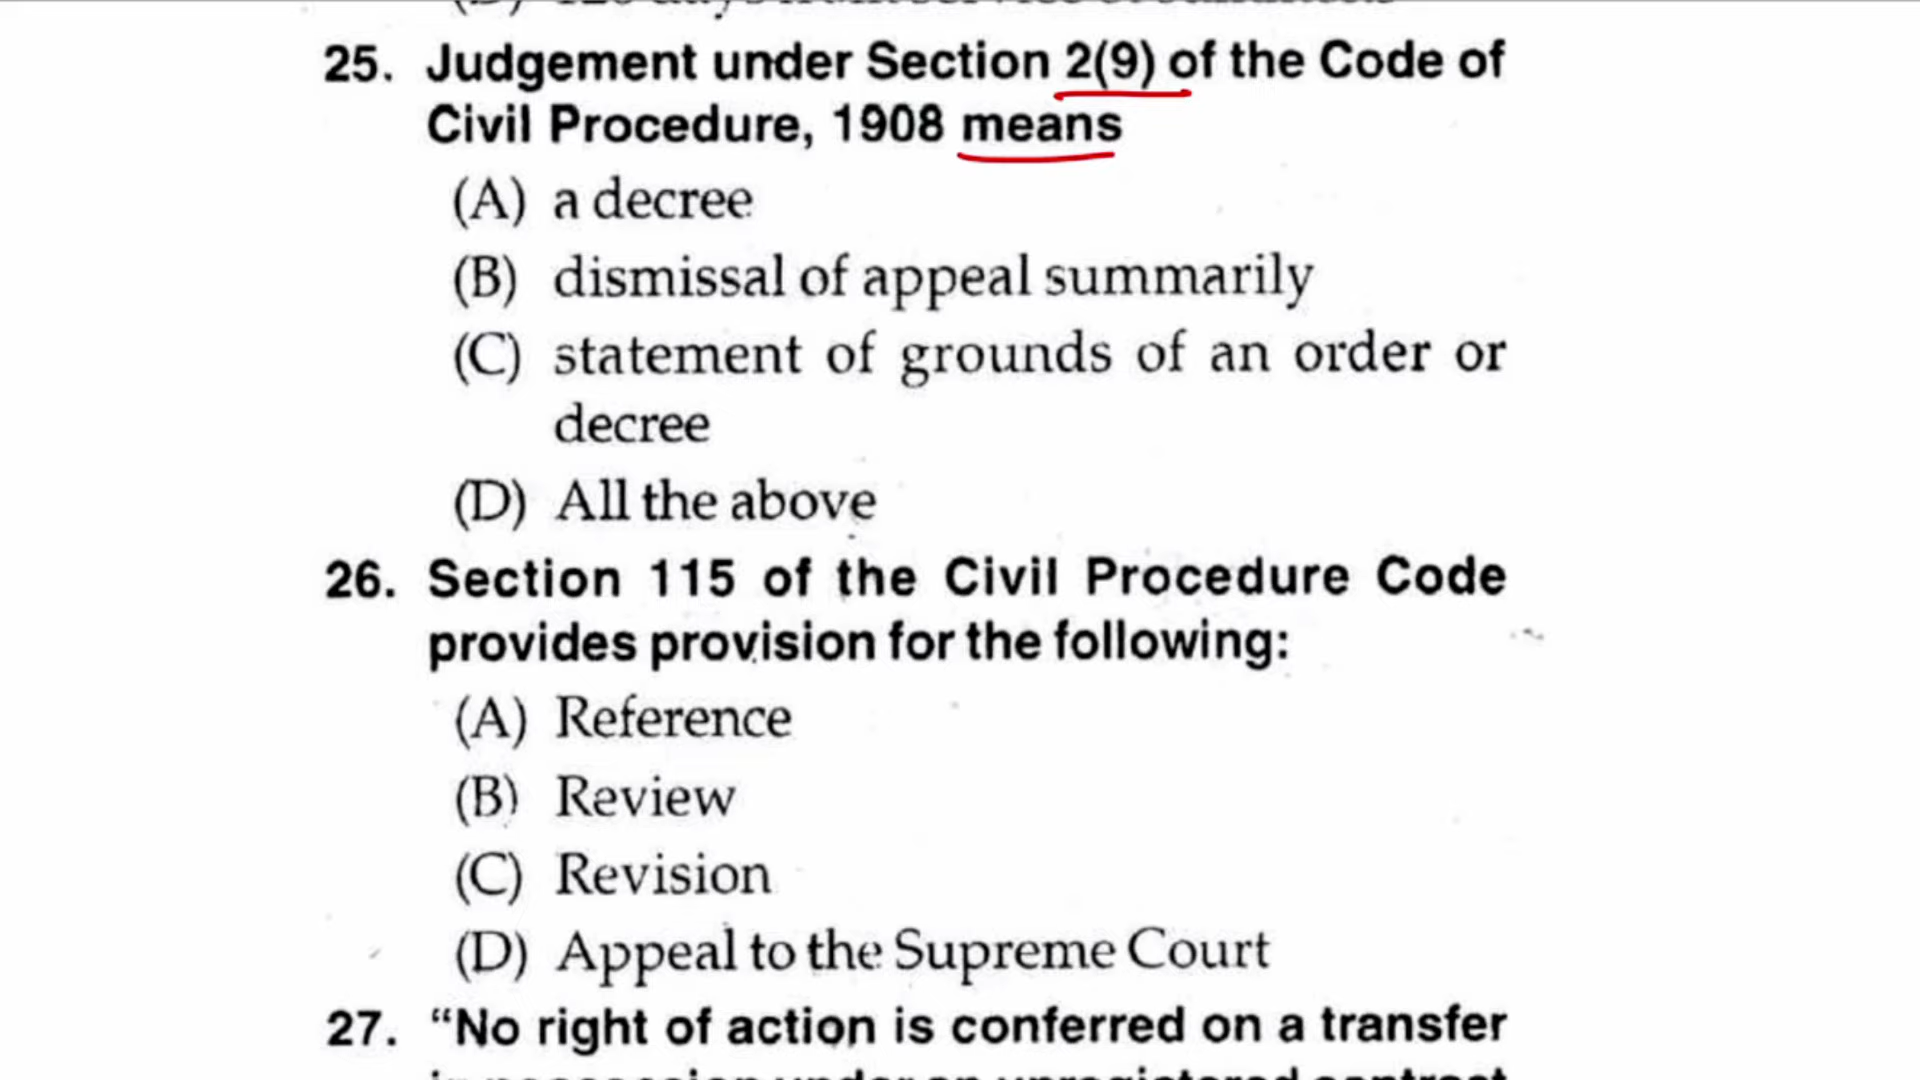 25. Judgement under Section 2(9) of the Code of
Civil Procedure, 1908 means
(A) a decree
(B) dismissal of appeal summarily
(C) statement of grounds of an order or
decree
(D) All the above
26. Section 115 of the Civil Procedure Code
provides provision for the following:
(A) Reference
(B) Review
(C) Revision
(D) Appeal to the Supreme Court
27. “No right of action is conferred on a transfer